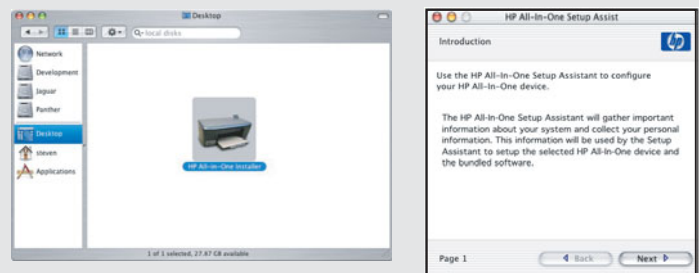 Desktop
Q- local disks
Network
Development
Jaguar
Panther
Desktop
steven
Applications
HP All-in-One Installer
1 of 1 selected, 27.87 GB available
HP All-In-One Setup Assist
Introduction
hp
Use the HP All-In-One Setup Assistant to configure
your HP All-In-One device.
The HP All-In-One Setup Assistant will gather important
information about your system and collect your personal
information. This information will be used by the Setup
Assistant to setup the selected HP All-In-One device and
the bundled software.
Page 1
Back
Next